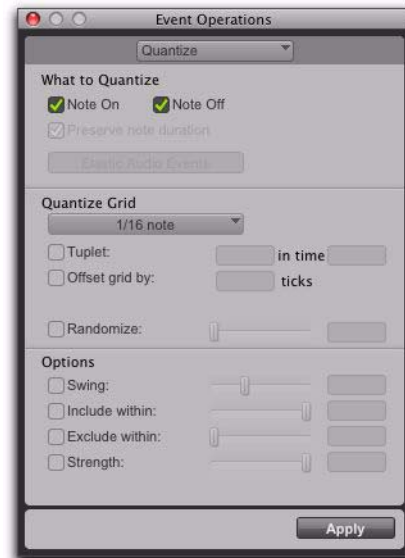 Event Operations
Quantize
What to Quantize
Note On Note Off
Preserve note duration
Elastic Audio Events
Quantize Grid
1/16 note
Tuplet: in time
Offset grid by: ticks
Randomize:
Options
Swing:
Include within:
Exclude within:
Strength:
Apply